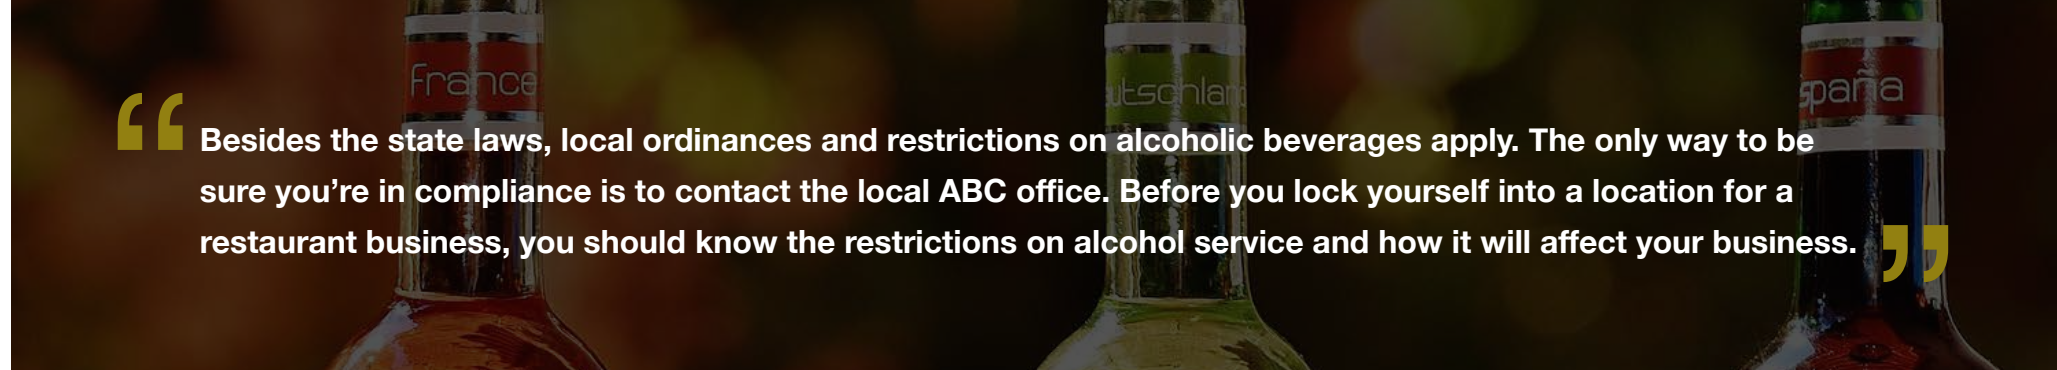 France
utschlan
spaña
“Besides the state laws, local ordinances and restrictions on alcoholic beverages apply. The only way to be
sure you’re in compliance is to contact the local ABC office. Before you lock yourself into a location for a
restaurant business, you should know the restrictions on alcohol service and how it will affect your business.”